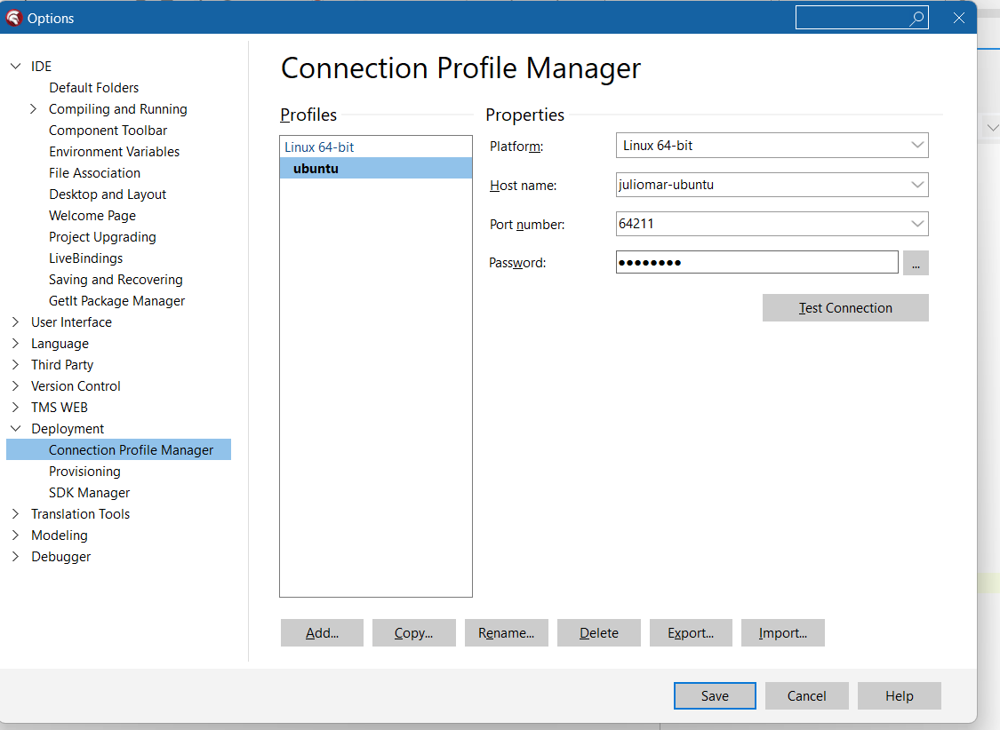 Options
IDE
Default Folders
Compiling and Running
Component Toolbar
Environment Variables
File Association
Desktop and Layout
Welcome Page
Project Upgrading
LiveBindings
Saving and Recovering
GetIt Package Manager
User Interface
Language
Third Party
Version Control
TMS WEB
Deployment
Connection Profile Manager
Provisioning
SDK Manager
Translation Tools
Modeling
Debugger
Connection Profile Manager
Profiles
Linux 64-bit
ubuntu
Properties
Platform: Linux 64-bit
Host name: juliomar-ubuntu
Port number: 64211
Password: ●●●●●●●● ...
Test Connection
Add... Copy... Rename... Delete Export... Import...
Save Cancel Help